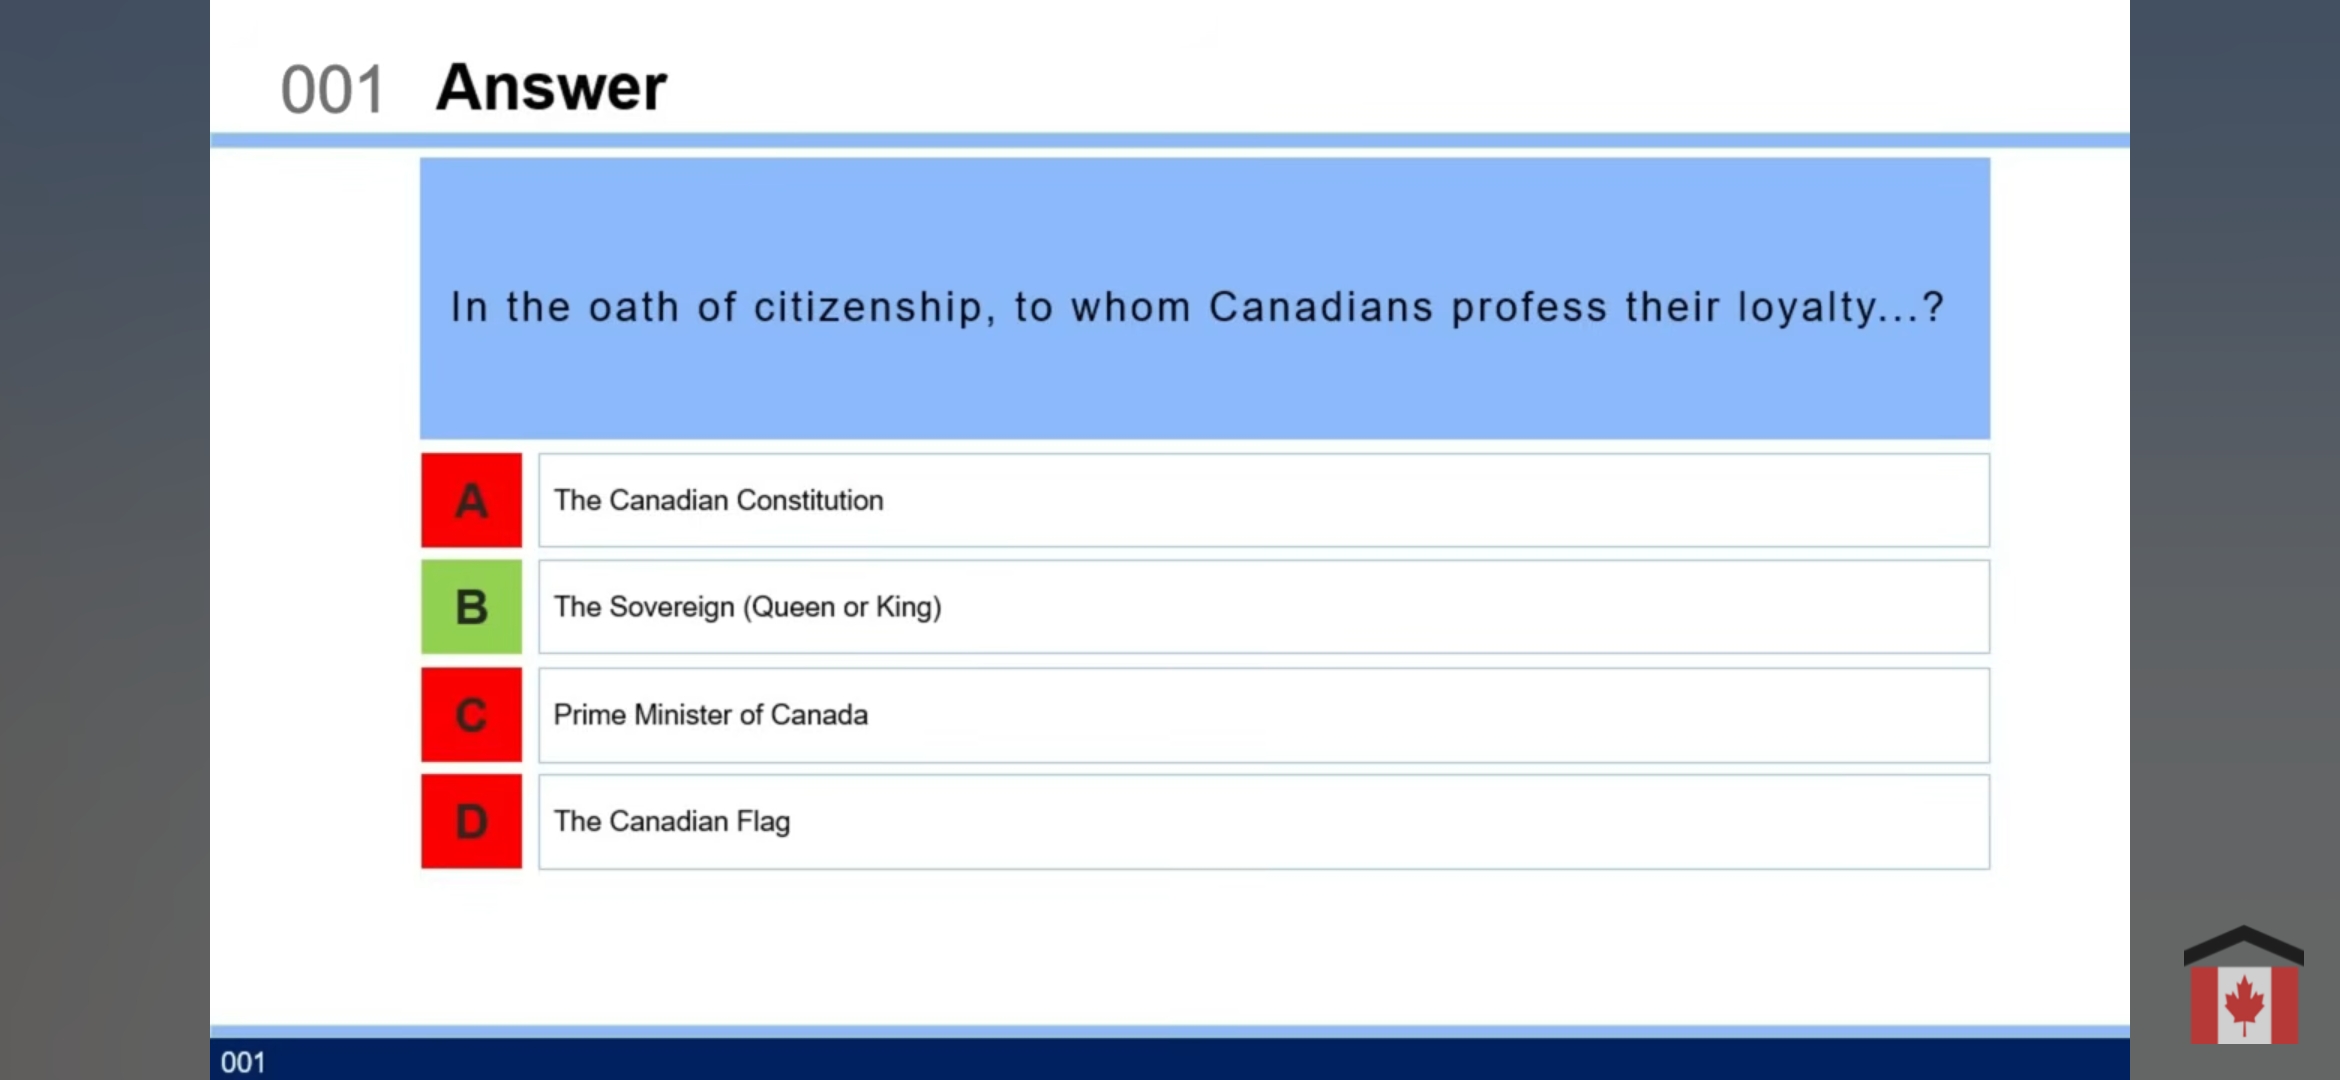 001 Answer
In the oath of citizenship, to whom Canadians profess their loyalty...?
A The Canadian Constitution
B The Sovereign (Queen or King)
C Prime Minister of Canada
D The Canadian Flag
001